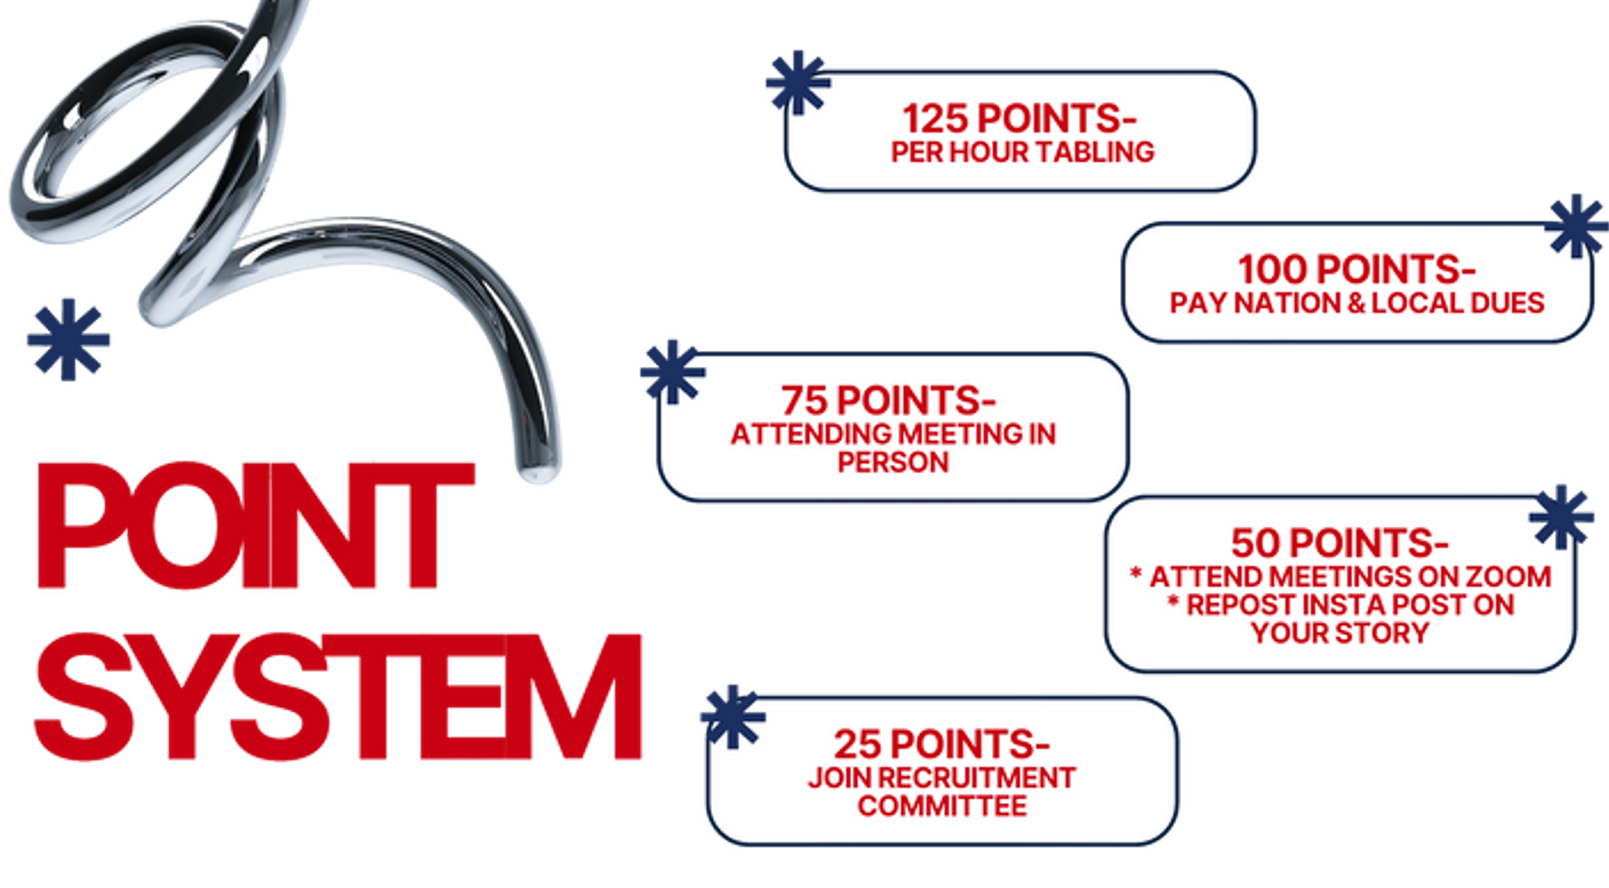 125 POINTS-
PER HOUR TABLING
100 POINTS-
PAY NATION & LOCAL DUES
75 POINTS-
ATTENDING MEETING IN
PERSON
POINT
SYSTEM
50 POINTS-
* ATTEND MEETINGS ON ZOOM
* REPOST INSTA POST ON
YOUR STORY
25 POINTS-
JOIN RECRUITMENT
COMMITTEE